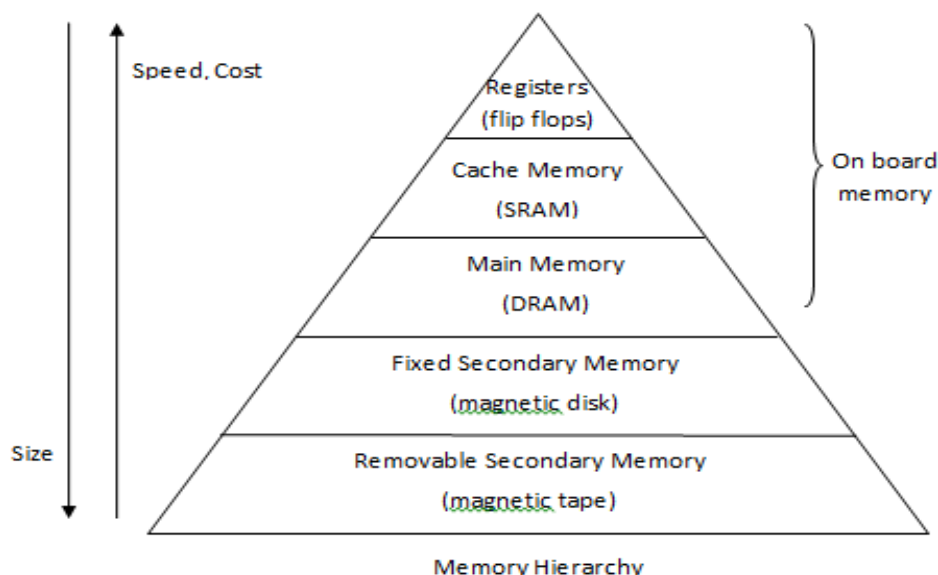 Speed, Cost
Registers
(flip flops)
Cache Memory
(SRAM)
On board
memory
Main Memory
(DRAM)
Fixed Secondary Memory
(magnetic disk)
Size
Removable Secondary Memory
(magnetic tape)
Memory Hierarchy